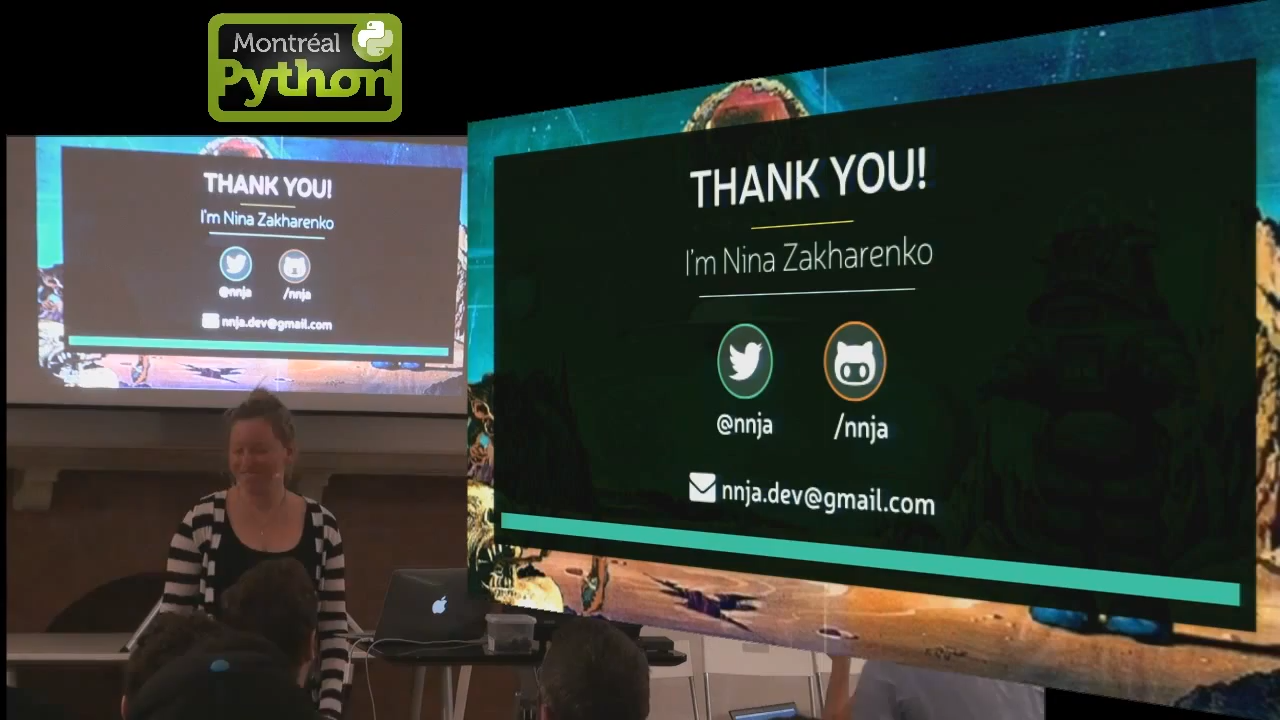 Montréal
Python
THANK YOU!
I'm Nina Zakharenko
@nnja
/nnja
nnja.dev@gmail.com
THANK YOU!
I'm Nina Zakharenko
@nnja
/nnja
nnja.dev@gmail.com